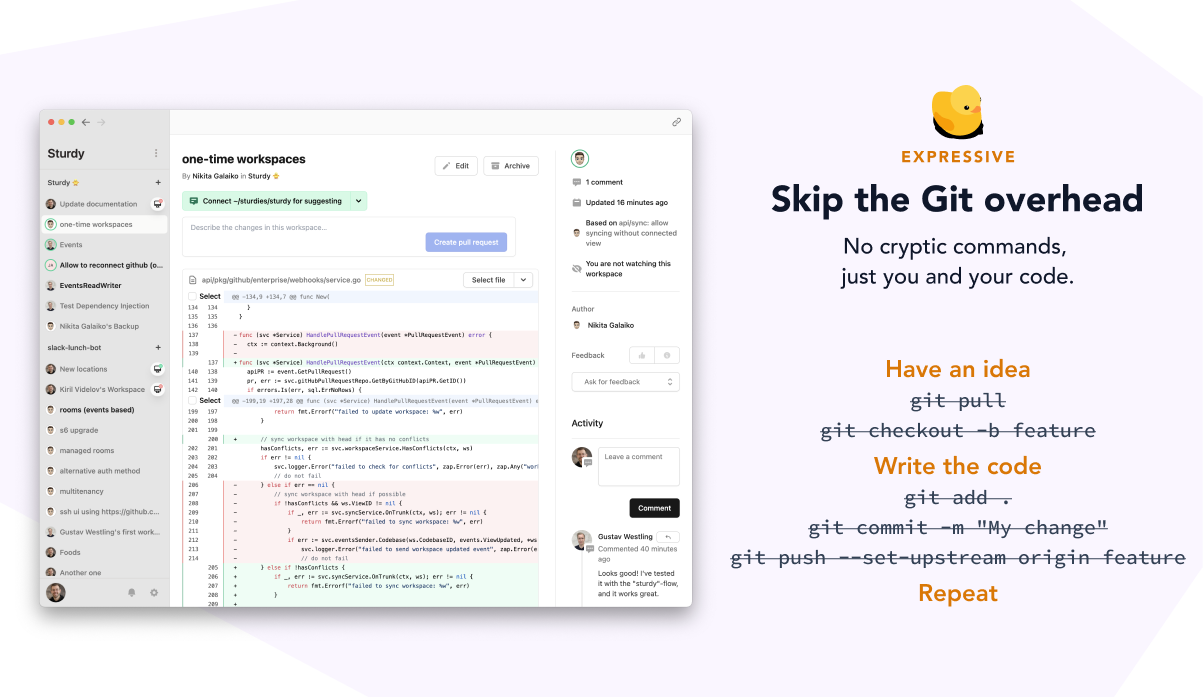 Sturdy
Sturdy
+
Update documentation
one-time workspaces
Events
Allow to reconnect github (o...
EventsReadWriter
Test Dependency Injection
Nikita Galaiko's Backup
slack-lunch-bot
+
New locations
Kiril Videlov's Workspace
rooms (events based)
s6 upgrade
managed rooms
alternative auth method
multitenancy
ssh ui using https://github.c...
Gustav Westling's first work...
Foods
Another one
one-time workspaces
By Nikita Galaiko in Sturdy
Edit
Archive
Connect ~/sturdies/sturdy for suggesting
Describe the changes in this workspace...
Create pull request
api/pkg/github/enterprise/webhooks/service.go CHANGED
Select file
Select @@ -134,9 +134,7 @@ func New(
134 134 }
135 135 }
136 136
137 - func (svc *Service) HandlePullRequestEvent(event *PullRequestEvent) error {
138 - ctx := context.Background()
139 -
137 + func (svc *Service) HandlePullRequestEvent(ctx context.Context, event *PullRequestEvent)
140 138 apiPR := event.GetPullRequest()
141 139 pr, err := svc.gitHubPullRequestRepo.GetByGitHubID(apiPR.GetID())
142 140 if errors.Is(err, sql.ErrNoRows) {
Select @@ -199,19 +197,28 @@ func (svc *Service) HandlePullRequestEvent(event *PullRequestEvent) e
199 197 return fmt.Errorf("failed to update workspace: %w", err)
200 198 }
201 199
200 + // sync workspace with head if it has no conflicts
202 201 hasConflicts, err := svc.workspaceService.HasConflicts(ctx, ws)
203 202 if err != nil {
204 203 svc.logger.Error("failed to check for conflicts", zap.Error(err), zap.Any("wor
205 204 // do not fail
206 - } else if err == nil {
207 - // sync workspace with head if possible
208 - if !hasConflicts && ws.ViewID != nil {
209 - if _, err := svc.syncService.OnTrunk(ctx, ws); err != nil {
210 - return fmt.Errorf("failed to sync workspace: %w", err)
211 - }
212 - if err := svc.eventsSender.Codebase(ws.CodebaseID, events.ViewUpdated, *ws
213 - svc.logger.Error("failed to send workspace updated event", zap.Error(e
214 - // do not fail
205 + } else if !hasConflicts {
206 + if _, err := svc.syncService.OnTrunk(ctx, ws); err != nil {
207 + return fmt.Errorf("failed to sync workspace: %w", err)
208 + }
209 +
1 comment
Updated 16 minutes ago
Based on api/sync: allow
syncing without connected
view
You are not watching this
workspace
Author
Nikita Galaiko
Feedback
Ask for feedback
Activity
Leave a comment
Comment
Gustav Westling
Commented 40 minutes
ago
Looks good! I've tested
it with the "sturdy"-flow,
and it works great.
EXPRESSIVE
Skip the Git overhead
No cryptic commands,
just you and your code.
Have an idea
git pull
git checkout -b feature
Write the code
git add .
git commit -m "My change"
git push --set-upstream origin feature
Repeat